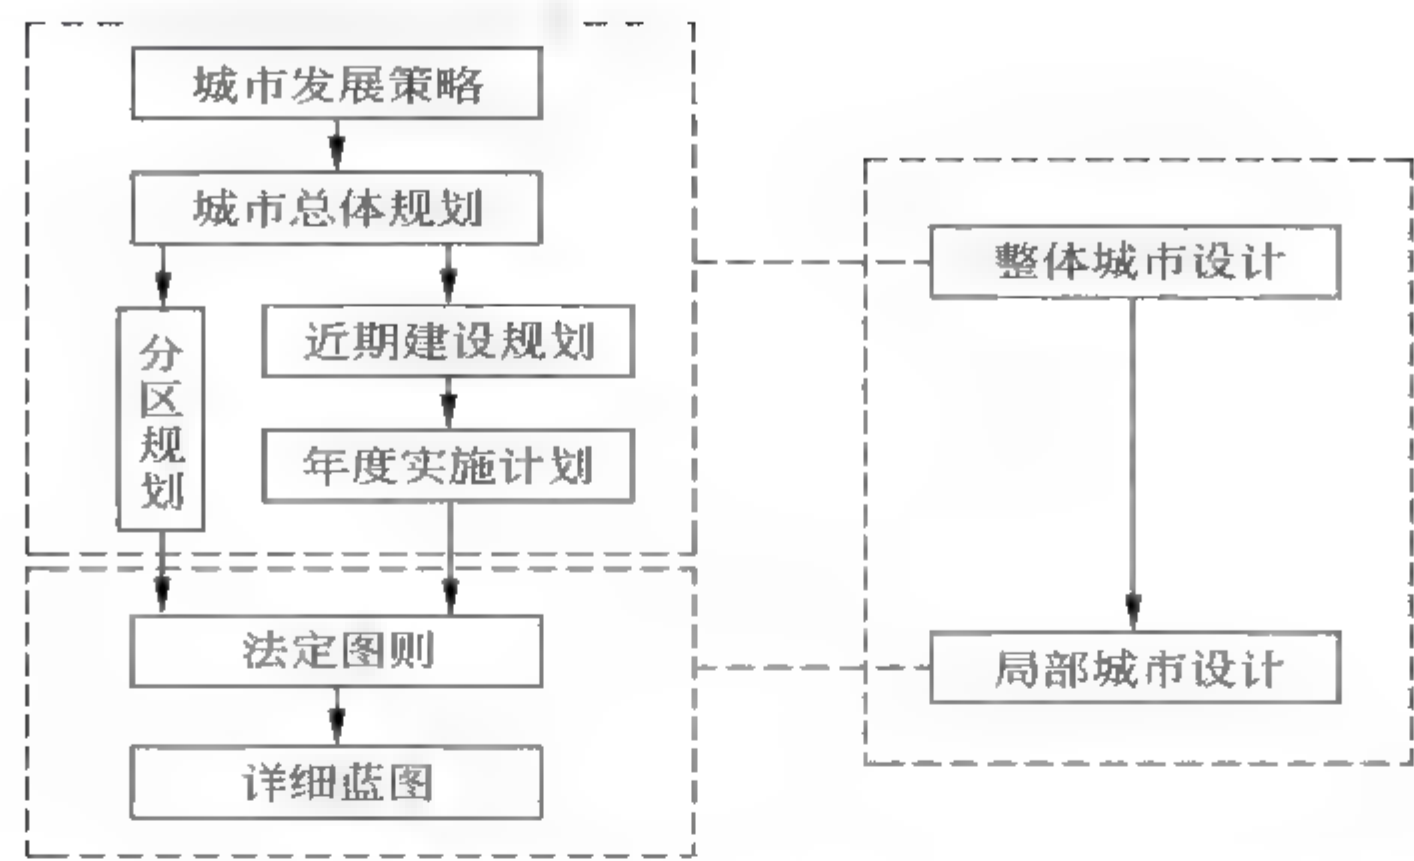 城市发展策略
城市总体规划
整体城市设计
分区规划
近期建设规划
年度实施计划
法定图则
局部城市设计
详细蓝图